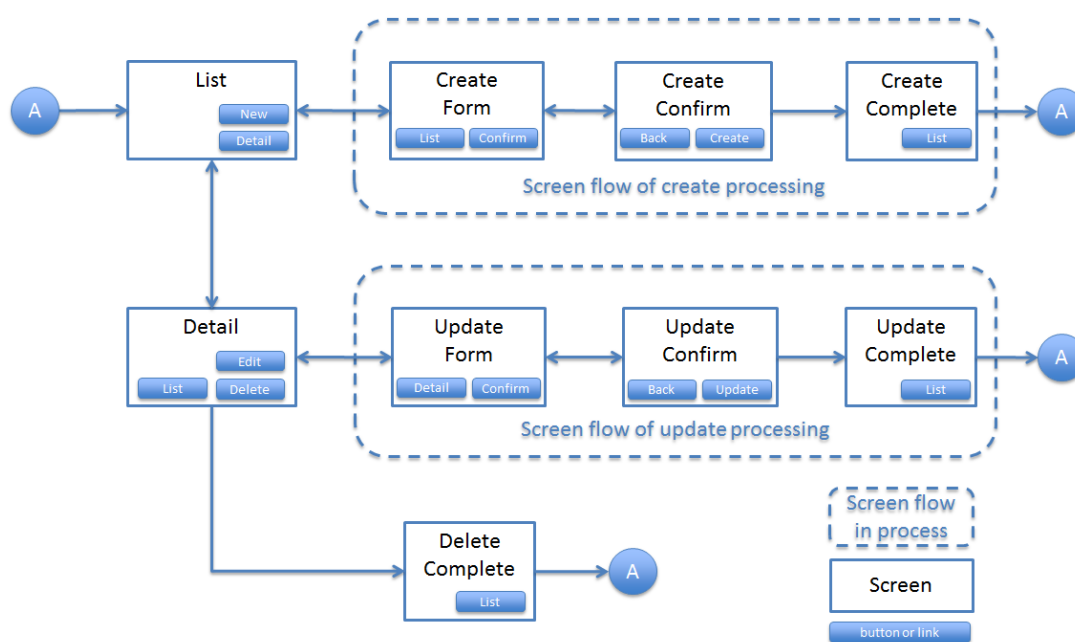 A
List
New
Detail
Create
Form
List
Confirm
Create
Confirm
Back
Create
Create
Complete
List
A
Screen flow of create processing
Detail
Edit
List
Delete
Update
Form
Detail
Confirm
Update
Confirm
Back
Update
Update
Complete
List
A
Screen flow of update processing
Delete
Complete
List
A
Screen flow
in process
Screen
button or link